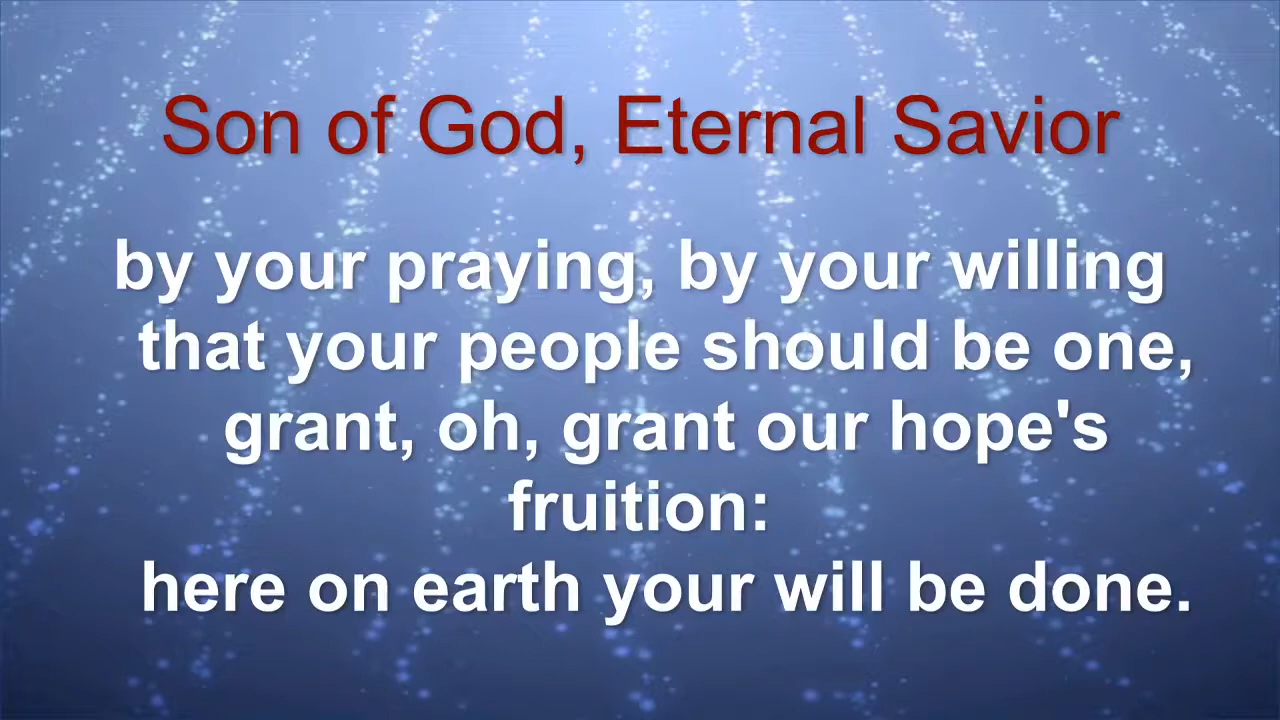 Son of God, Eternal Savior
by your praying, by your willing
that your people should be one,
grant, oh, grant our hope's
fruition:
here on earth your will be done.